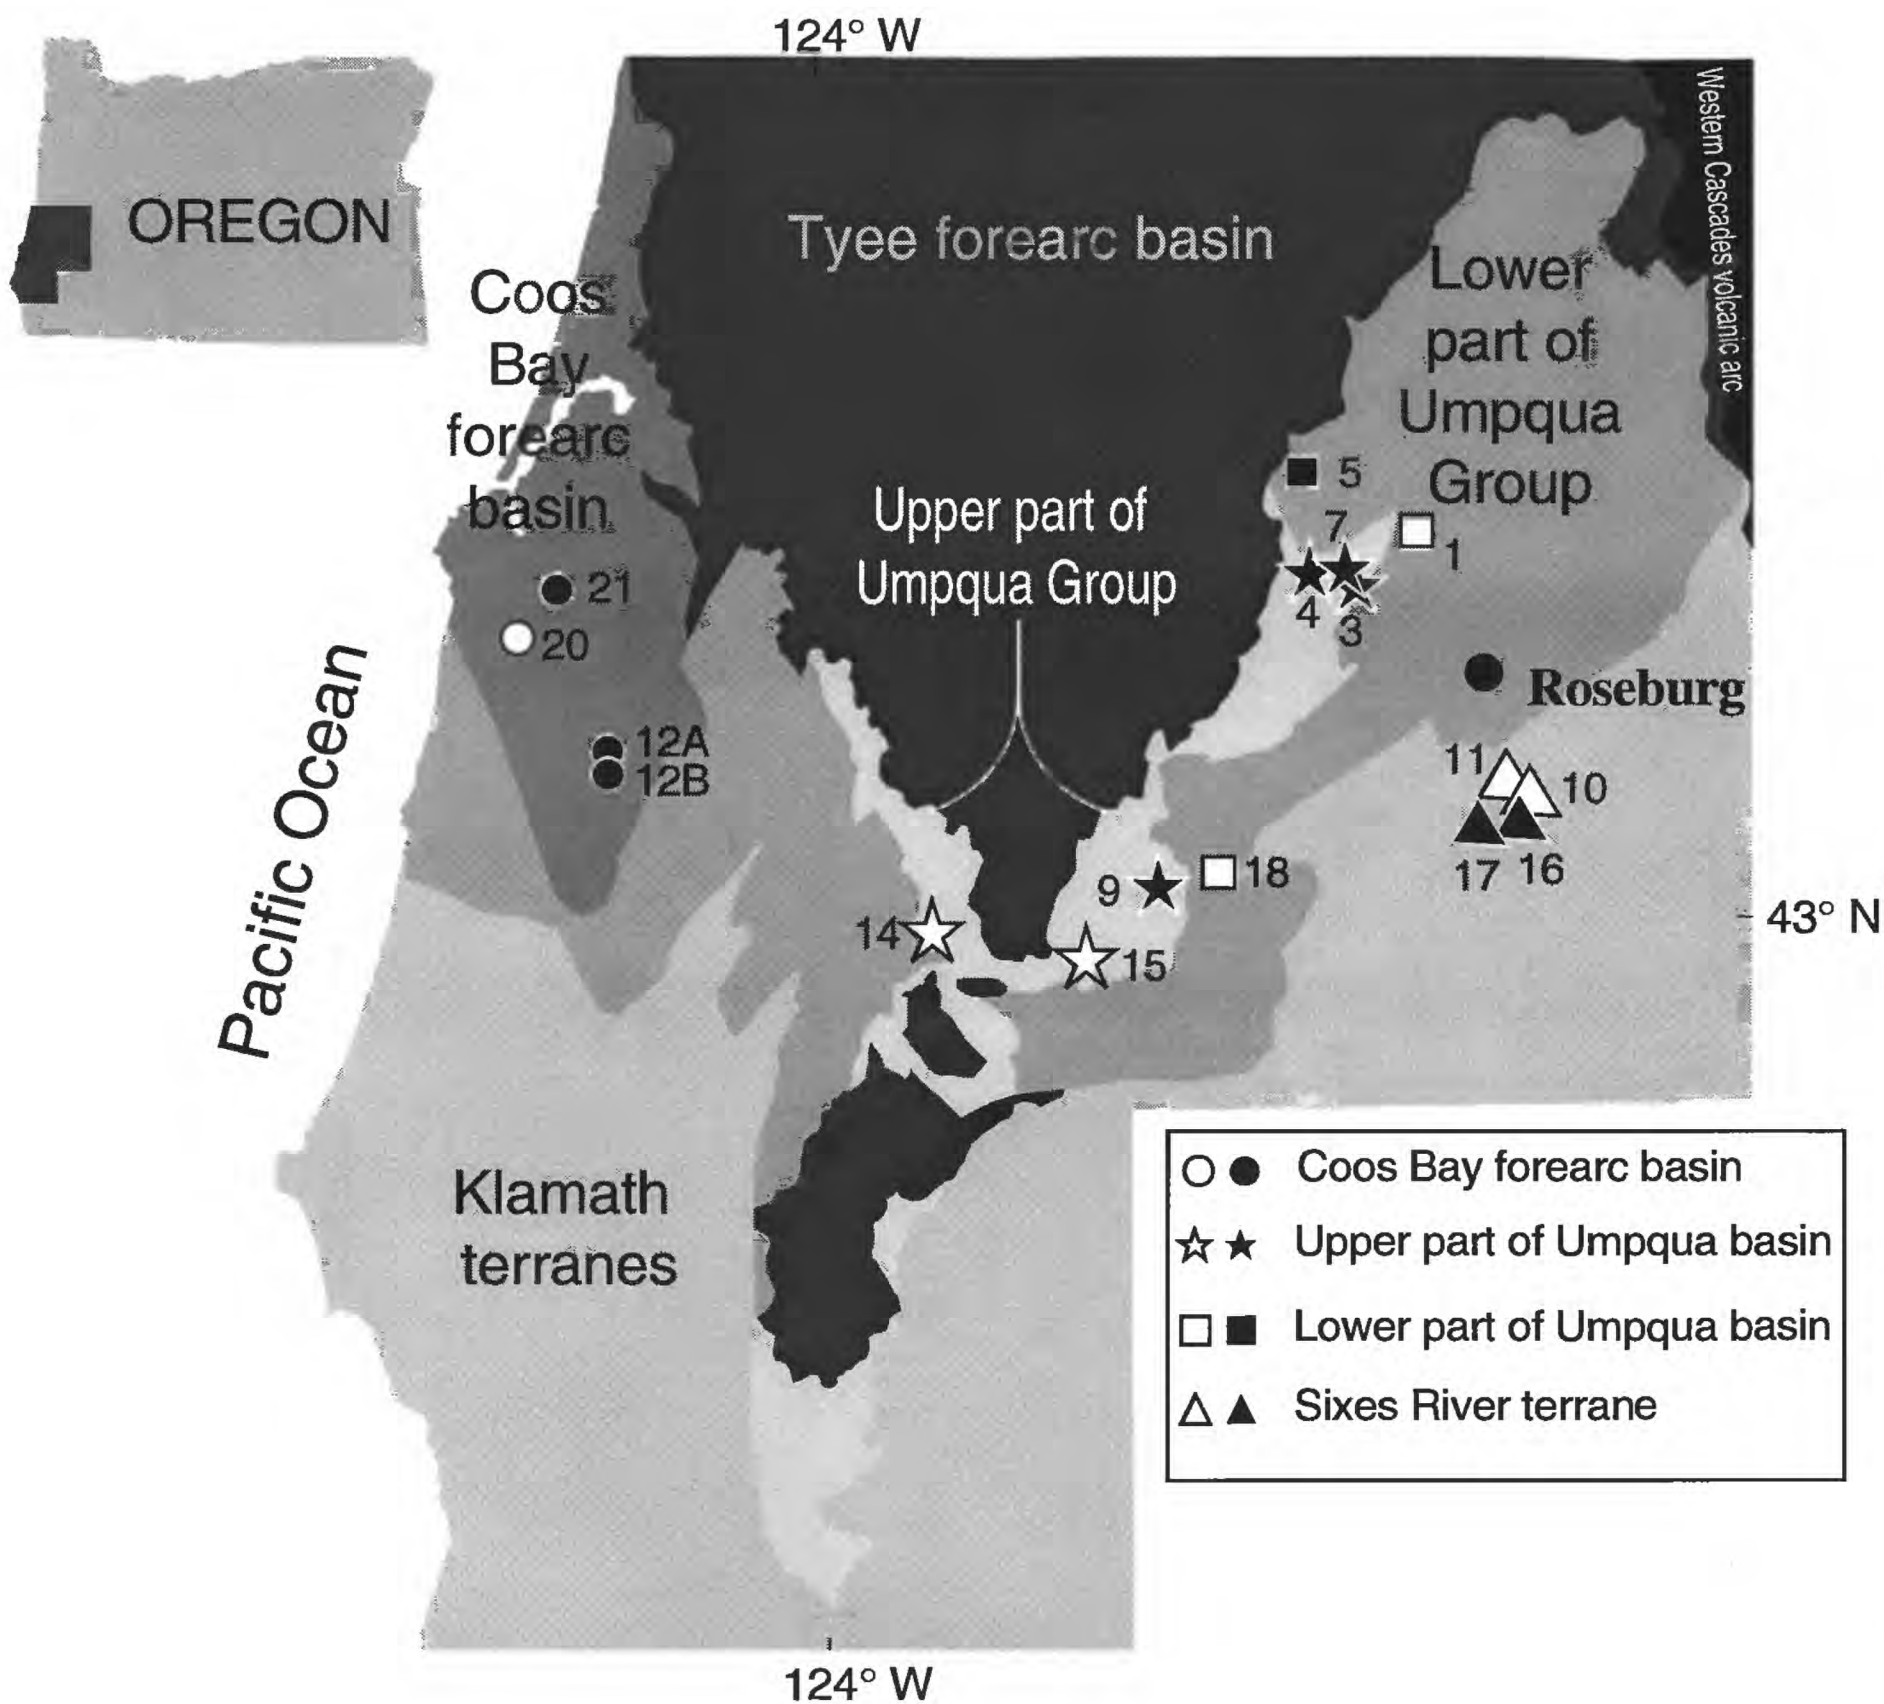 124° W
OREGON
Western Cascades volcanic arc
Tyee forearc basin
Coos
Bay
forearc
basin
Lower
part of
Umpqua
Group
Upper part of
Umpqua Group
5
7
1
4
3
21
20
Roseburg
12A
12B
11
10
17
16
9
18
14
15
43° N
Pacific Ocean
Klamath
terranes
Coos Bay forearc basin
Upper part of Umpqua basin
Lower part of Umpqua basin
Sixes River terrane
124° W